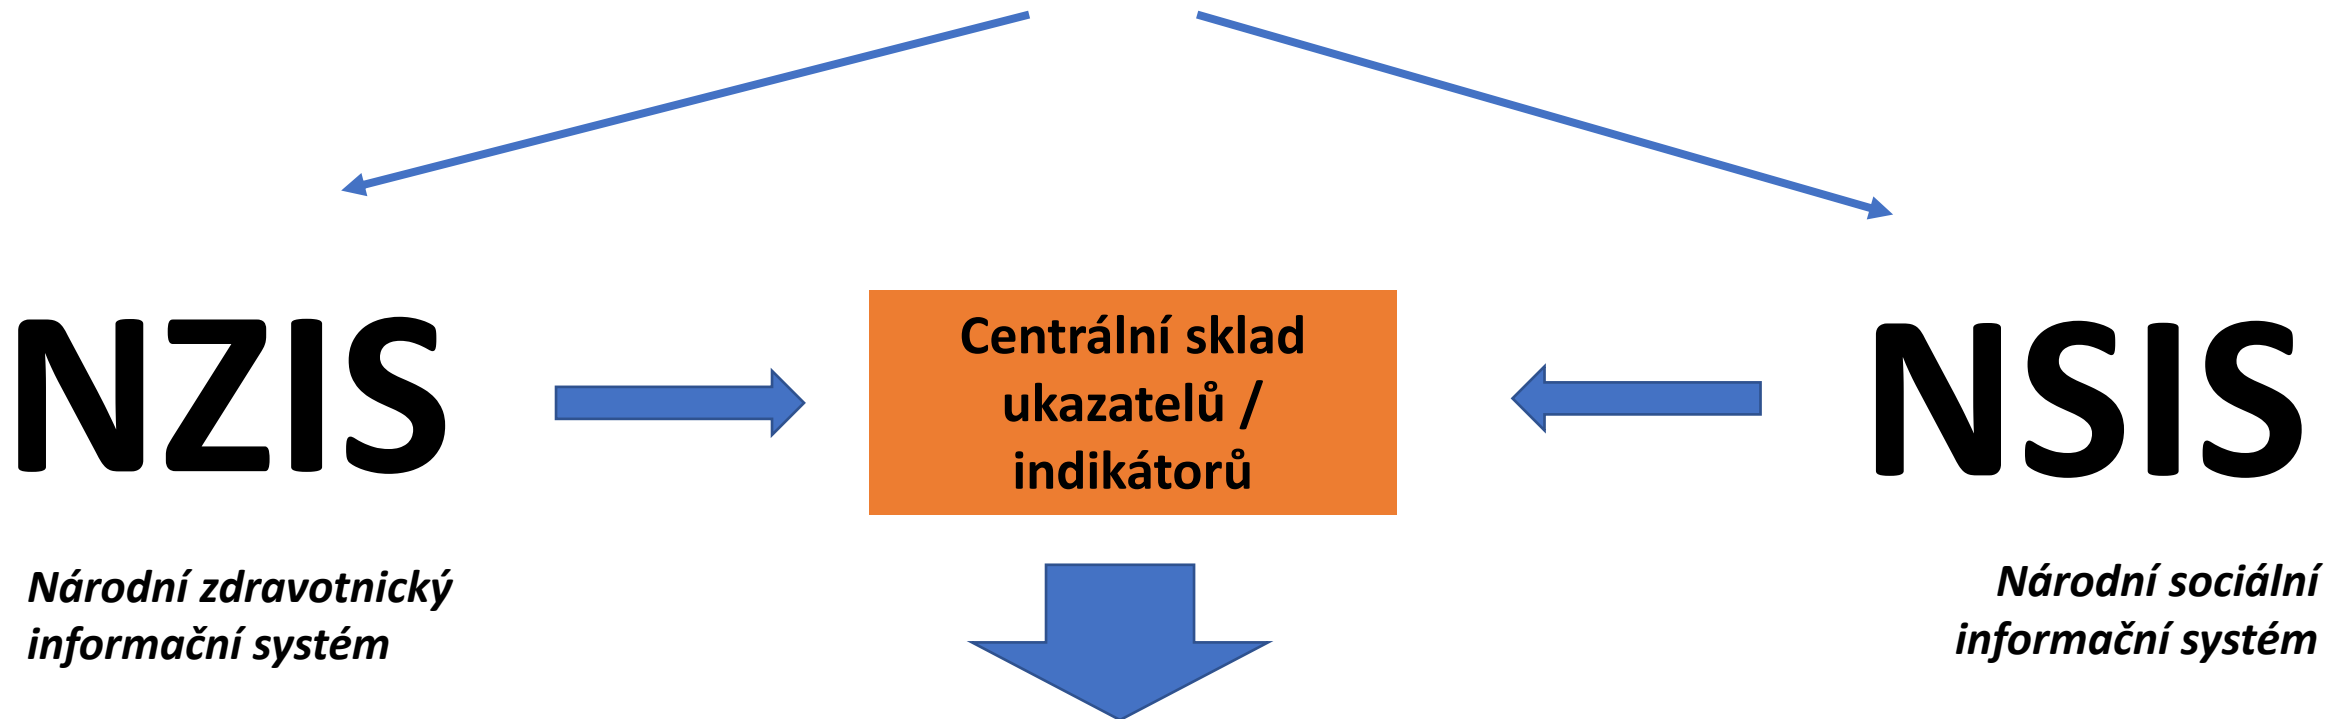 NZIS
Centrální sklad
ukazatelů /
indikátorů
NSIS
Národní zdravotnický
informační systém
Národní sociální
informační systém